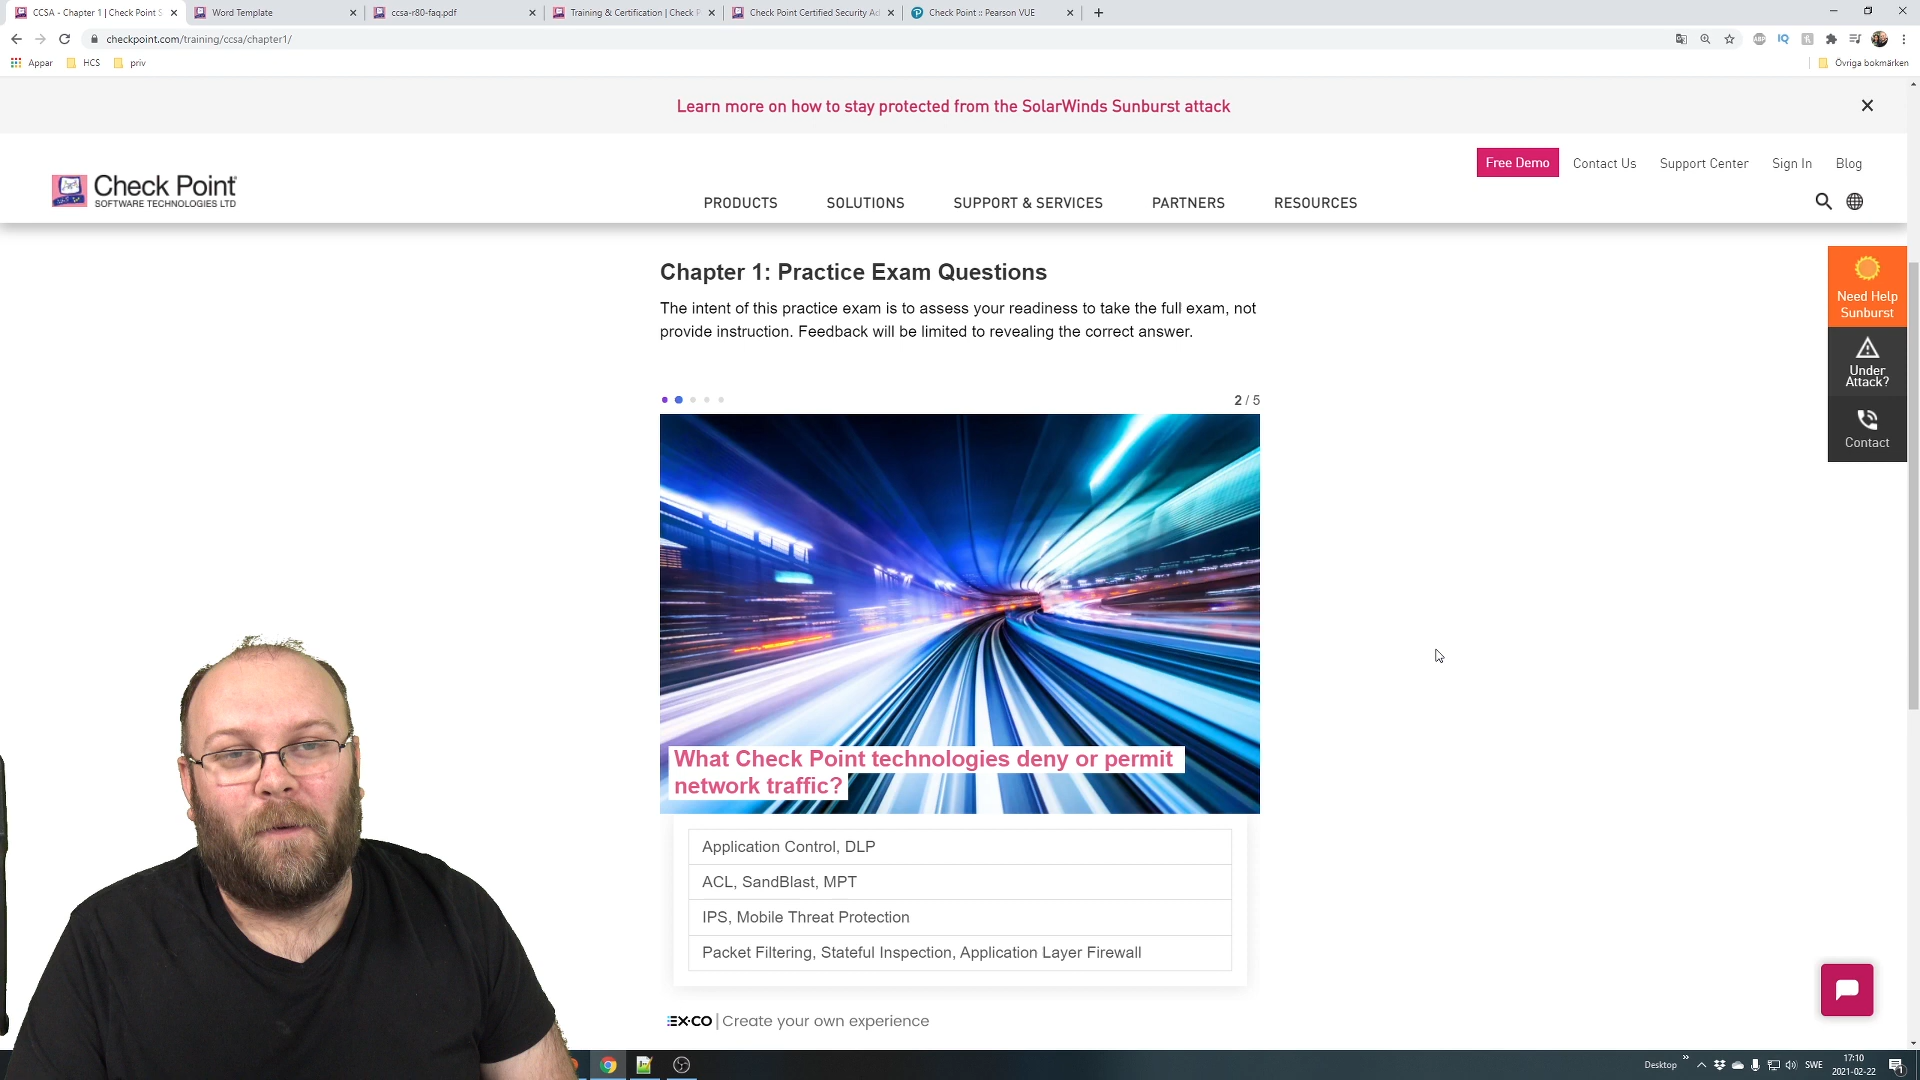 CCSA - Chapter 1 | Check Point S
Word Template
ccsa-r80-faq.pdf
Training & Certification | Check P
Check Point Certified Security Ad
Check Point :: Pearson VUE
checkpoint.com/training/ccsa/chapter1/
ABP
IQ
Appar
HCS
priv
Övriga bokmärken
Learn more on how to stay protected from the SolarWinds Sunburst attack
Free Demo
Contact Us
Support Center
Sign In
Blog
Check Point
SOFTWARE TECHNOLOGIES LTD
PRODUCTS
SOLUTIONS
SUPPORT & SERVICES
PARTNERS
RESOURCES
Need Help
Sunburst
Under
Attack?
Contact
Chapter 1: Practice Exam Questions
The intent of this practice exam is to assess your readiness to take the full exam, not
provide instruction. Feedback will be limited to revealing the correct answer.
2 / 5
What Check Point technologies deny or permit
network traffic?
Application Control, DLP
ACL, SandBlast, MPT
IPS, Mobile Threat Protection
Packet Filtering, Stateful Inspection, Application Layer Firewall
EX.CO | Create your own experience
Desktop
SWE
17:10
2021-02-22
1